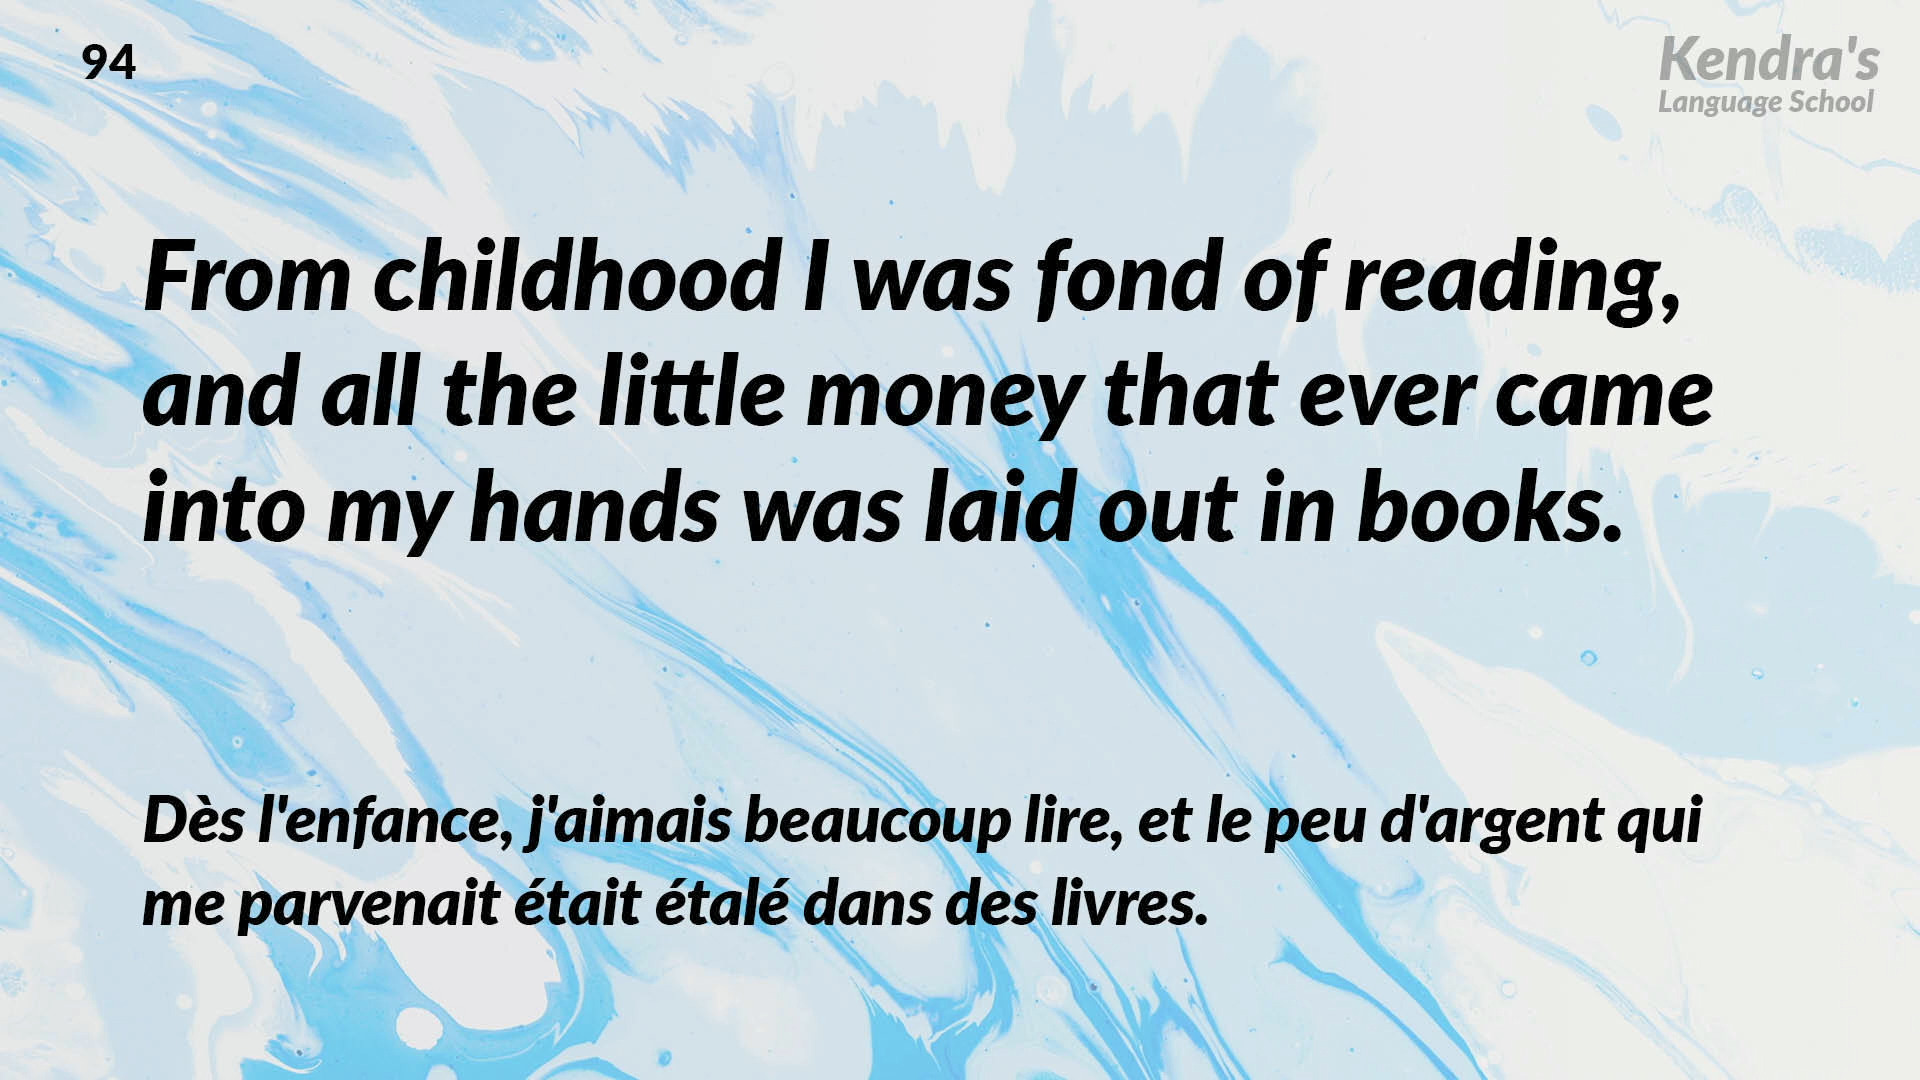 94
Kendra's
Language School
From childhood I was fond of reading,
and all the little money that ever came
into my hands was laid out in books.
Dès l'enfance, j'aimais beaucoup lire, et le peu d'argent qui
me parvenait était étalé dans des livres.